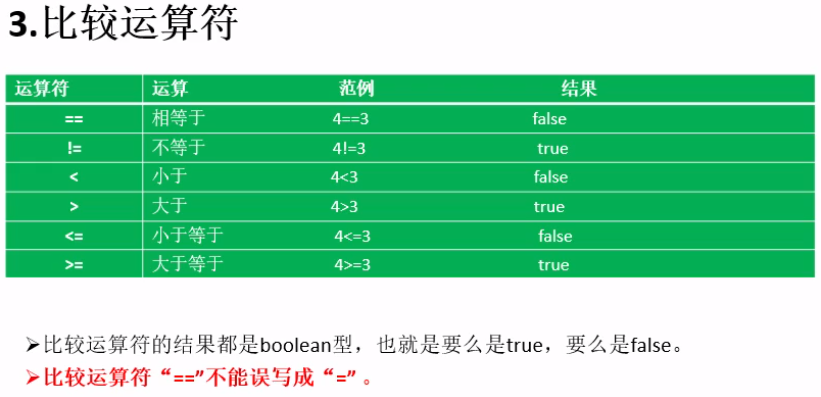 3.比较运算符
运算符 运算 范例 结果
== 相等于 4==3 false
!= 不等于 4!=3 true
< 小于 4<3 false
> 大于 4>3 true
<= 小于等于 4<=3 false
>= 大于等于 4>=3 true
➢比较运算符的结果都是boolean型，也就是要么是true，要么是false。
➢比较运算符“==”不能误写成“=” 。